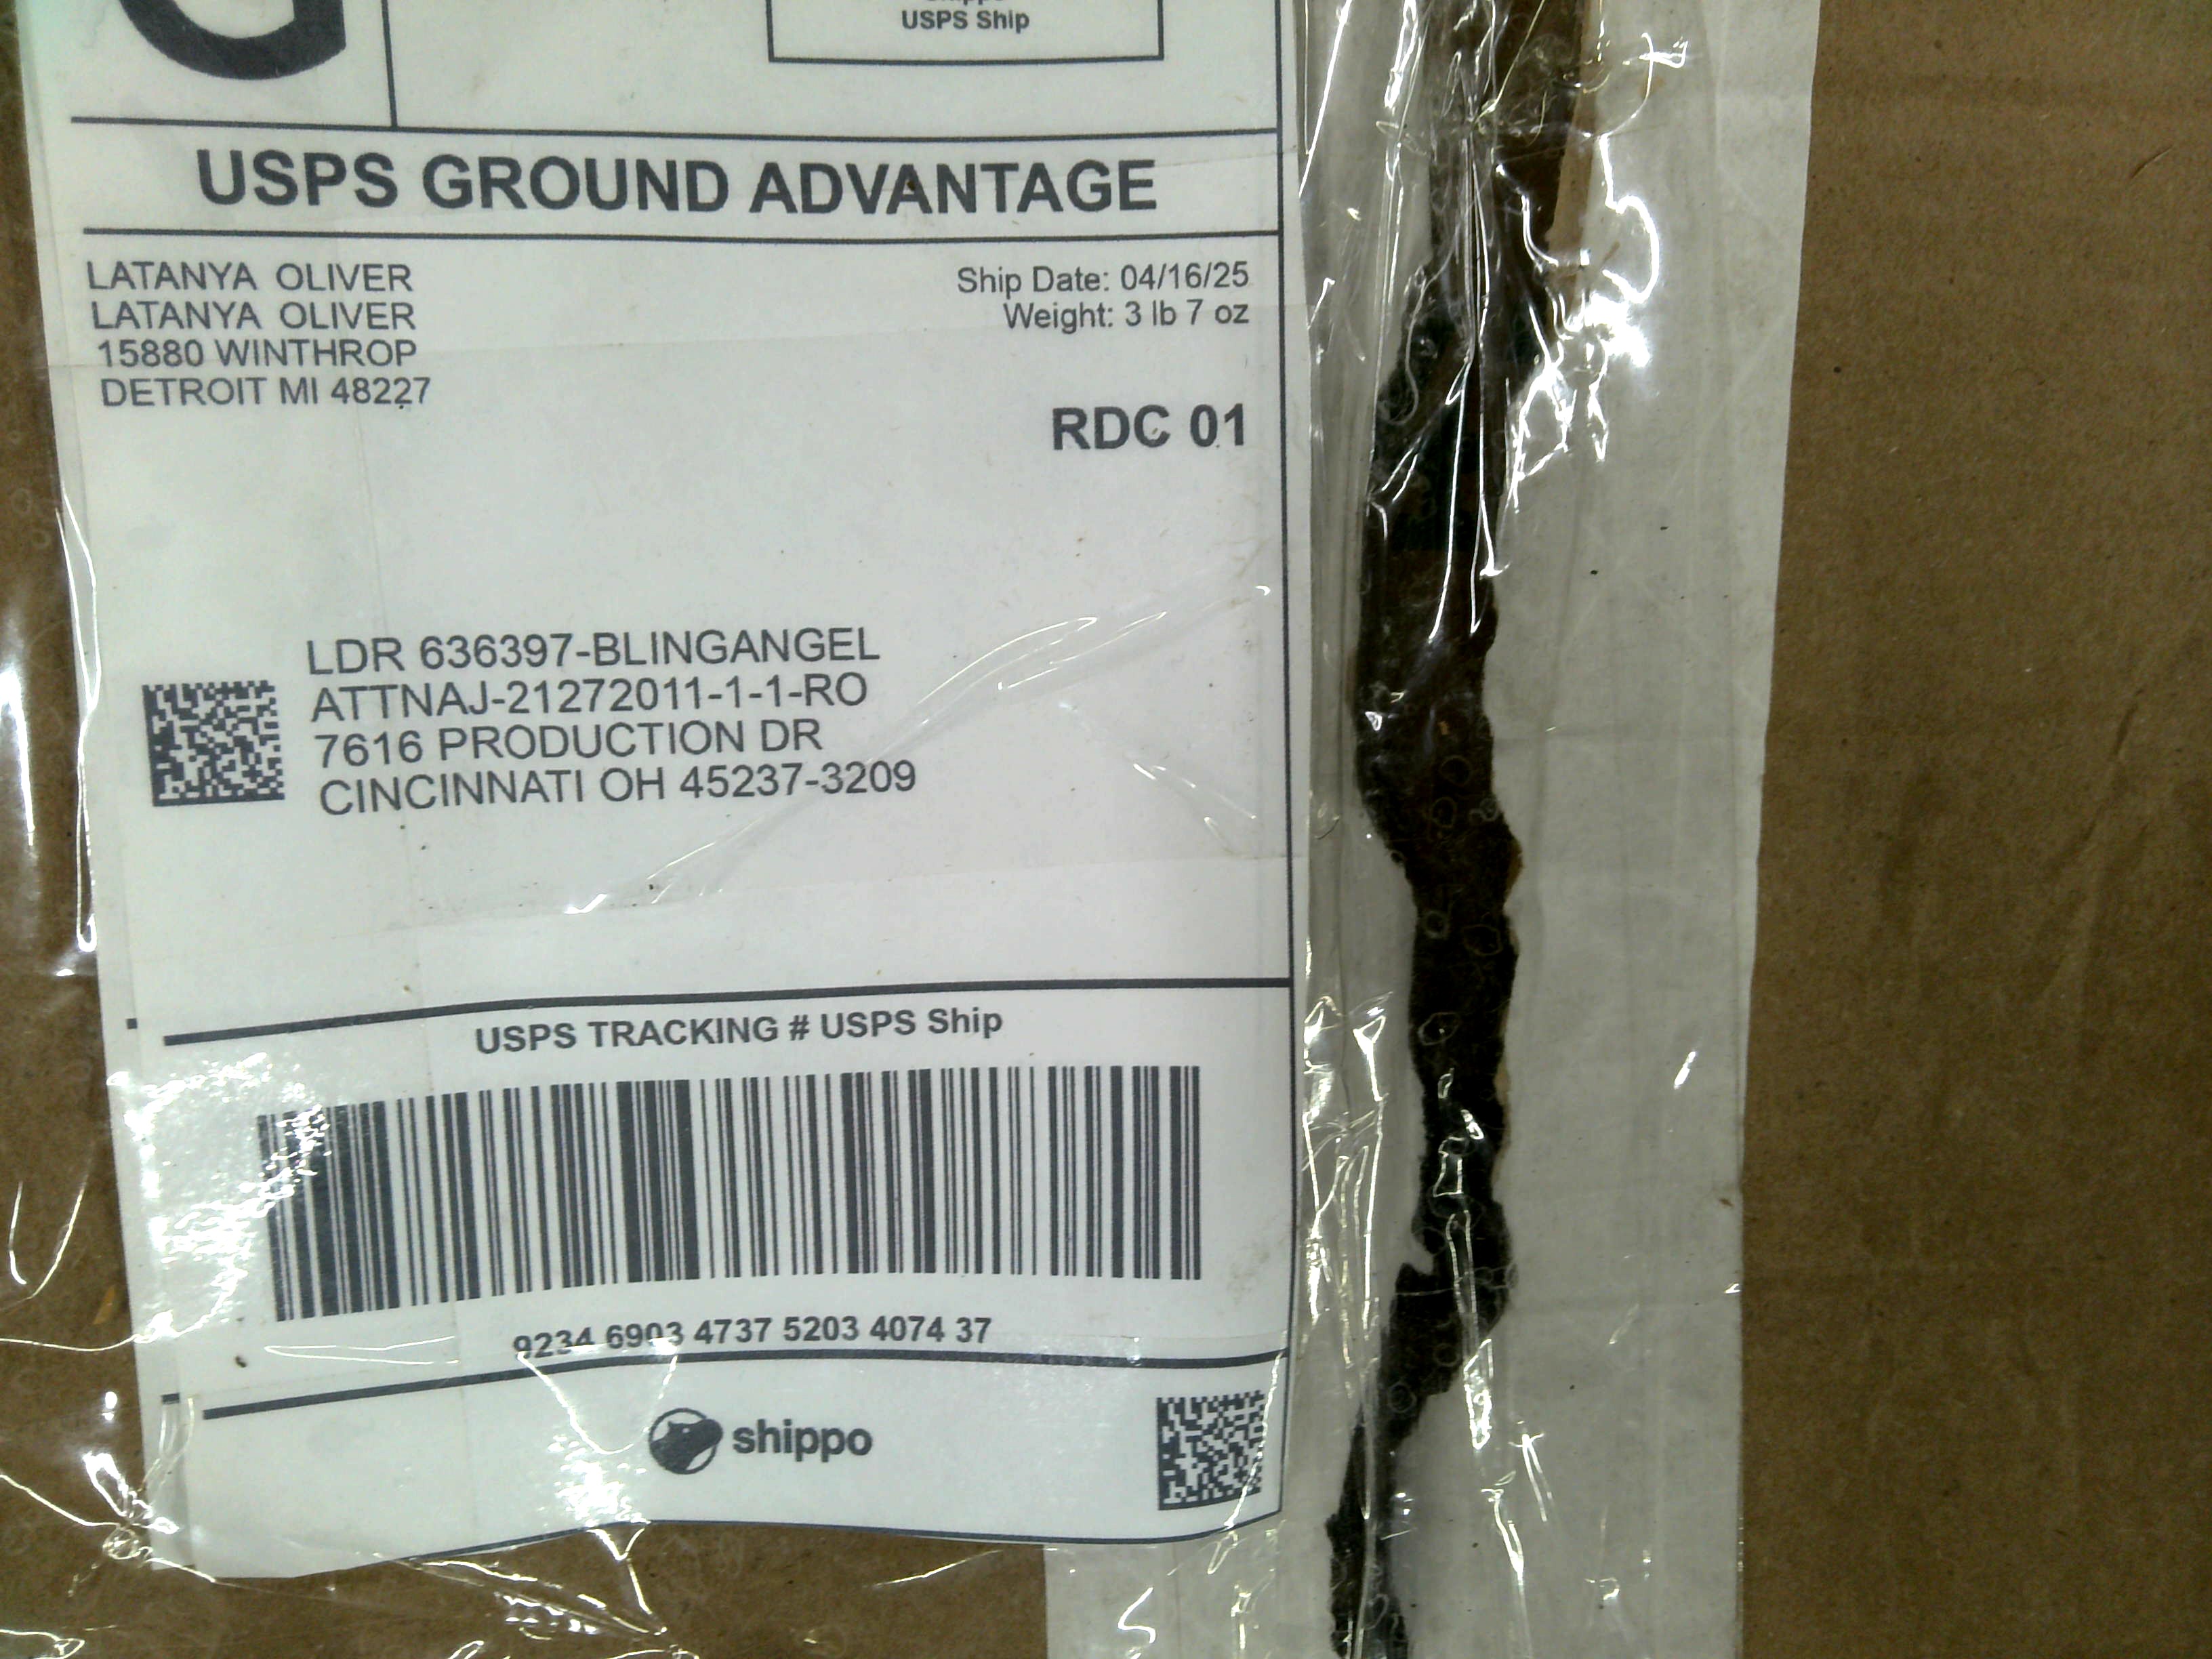 G
USPS Ship
USPS GROUND ADVANTAGE
LATANYA OLIVER
LATANYA OLIVER
15880 WINTHROP
DETROIT MI 48227
Ship Date: 04/16/25
Weight: 3 lb 7 oz
RDC 01
LDR 636397-BLINGANGEL
ATTNAJ-21272011-1-1-RO
7616 PRODUCTION DR
CINCINNATI OH 45237-3209
USPS TRACKING # USPS Ship
9234 6903 4737 5203 4074 37
shippo